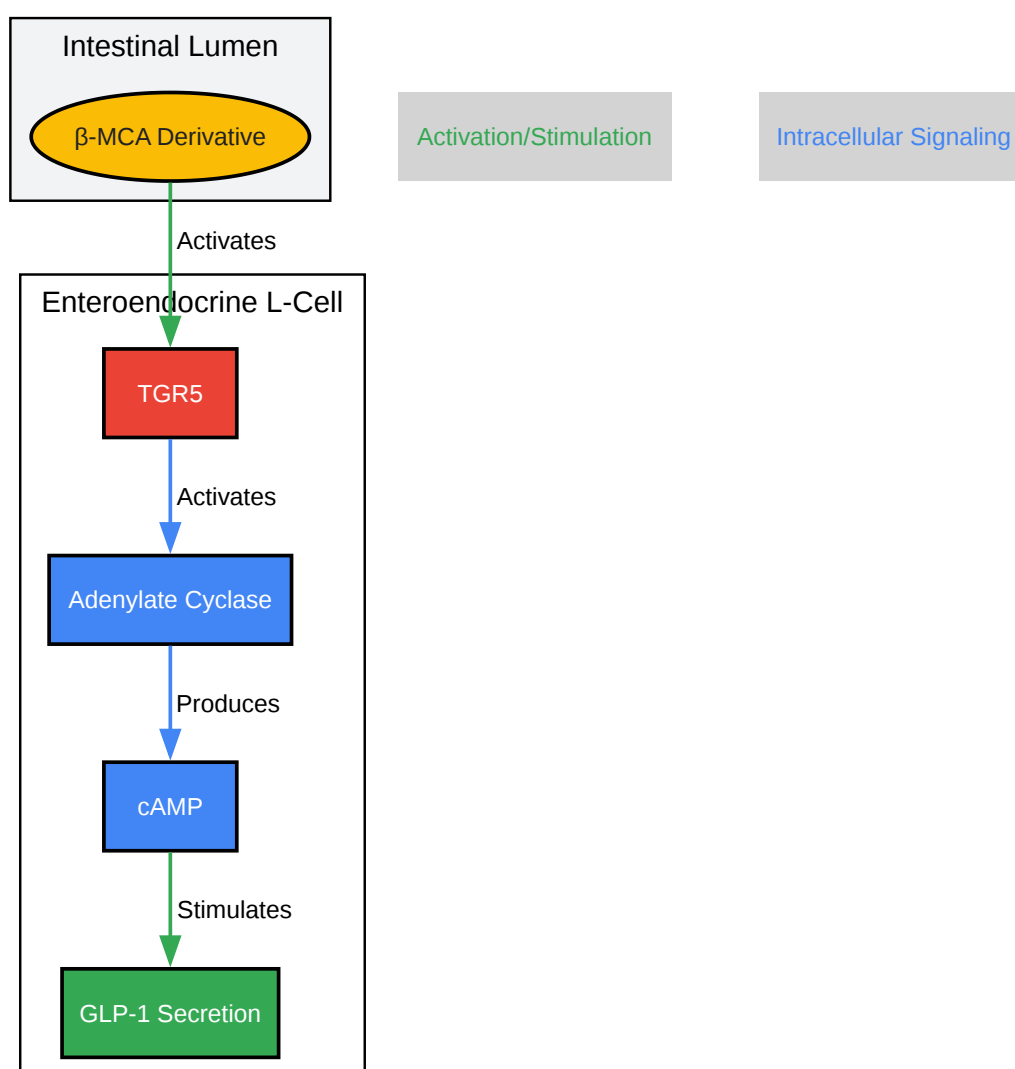 Intestinal Lumen
β-MCA Derivative
Activation/Stimulation
Intracellular Signaling
Activates
Enteroendocrine L-Cell
TGR5
Activates
Adenylate Cyclase
Produces
cAMP
Stimulates
GLP-1 Secretion